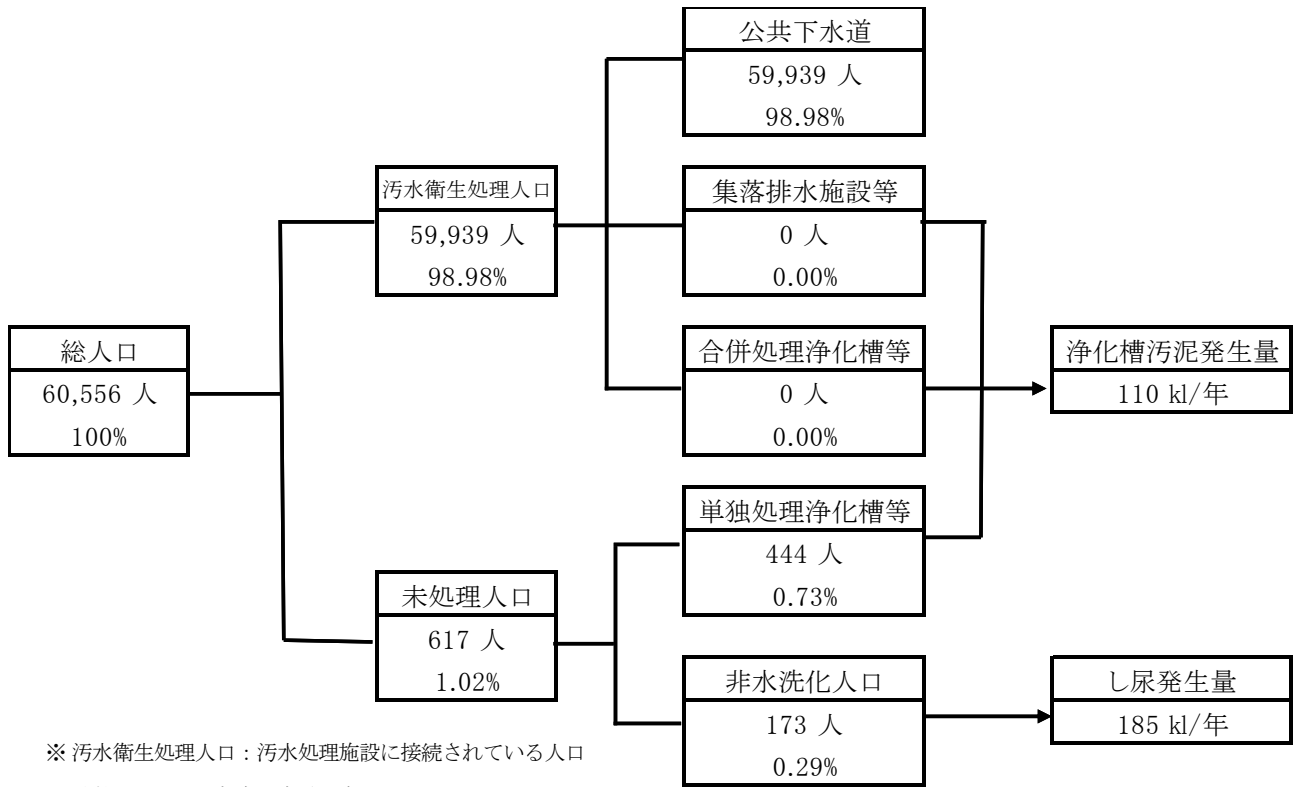 公共下水道
59,939 人
98.98%
汚水衛生処理人口
59,939 人
98.98%
集落排水施設等
0 人
0.00%
総人口
60,556 人
100%
合併処理浄化槽等
0 人
0.00%
浄化槽汚泥発生量
110 kl/年
単独処理浄化槽等
444 人
0.73%
未処理人口
617 人
1.02%
非水洗化人口
173 人
0.29%
し尿発生量
185 kl/年
※ 汚水衛生処理人口：汚水処理施設に接続されている人口